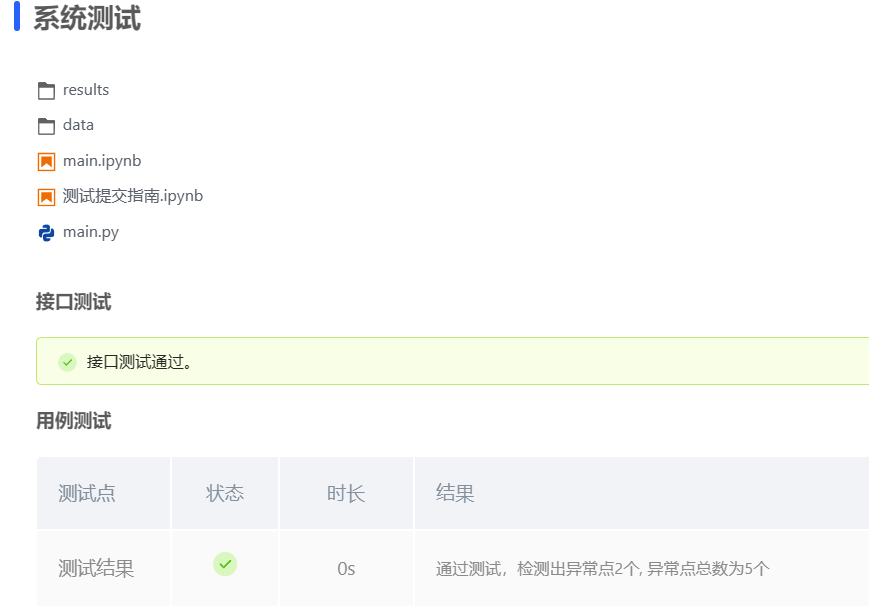 系统测试
results
data
main.ipynb
测试提交指南.ipynb
main.py
接口测试
接口测试通过。
用例测试
测试点 状态 时长 结果
测试结果 0s 通过测试，检测出异常点2个, 异常点总数为5个